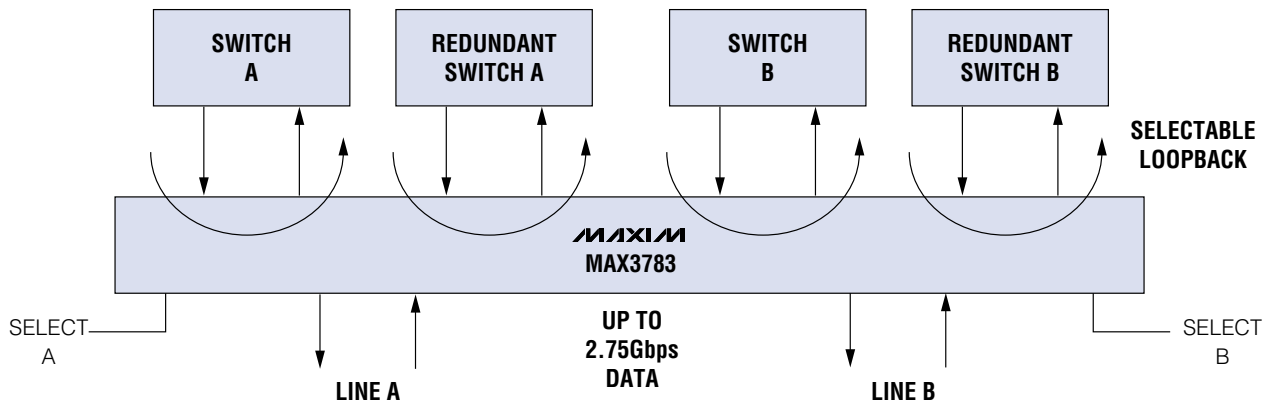 SWITCH
A
REDUNDANT
SWITCH A
SWITCH
B
REDUNDANT
SWITCH B
SELECTABLE
LOOPBACK
MAXIM
MAX3783
SELECT
A
UP TO
2.75Gbps
DATA
SELECT
B
LINE A
LINE B